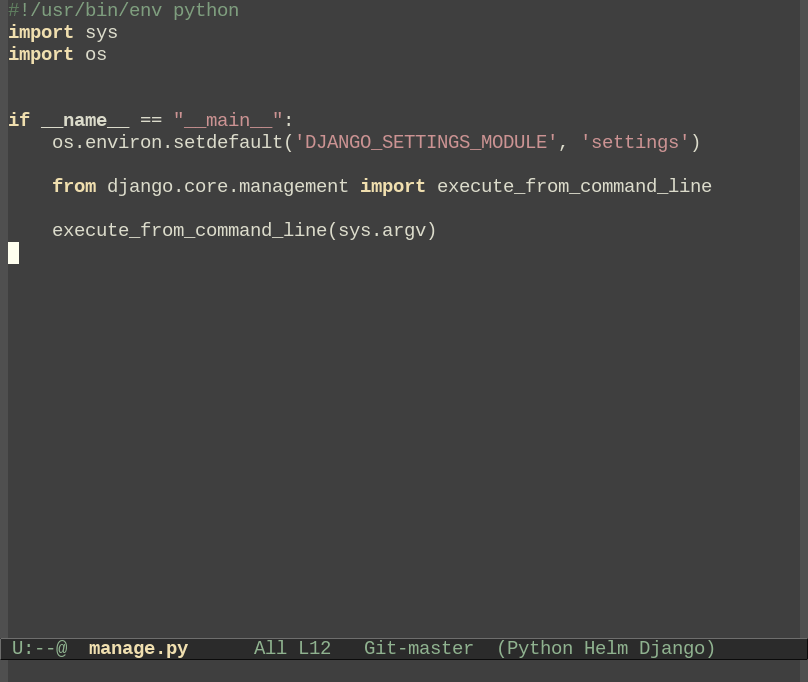 #!/usr/bin/env python
import sys
import os
if __name__ == "__main__":
    os.environ.setdefault('DJANGO_SETTINGS_MODULE', 'settings')
    from django.core.management import execute_from_command_line
    execute_from_command_line(sys.argv)
U:--@  manage.py      All L12   Git-master  (Python Helm Django)